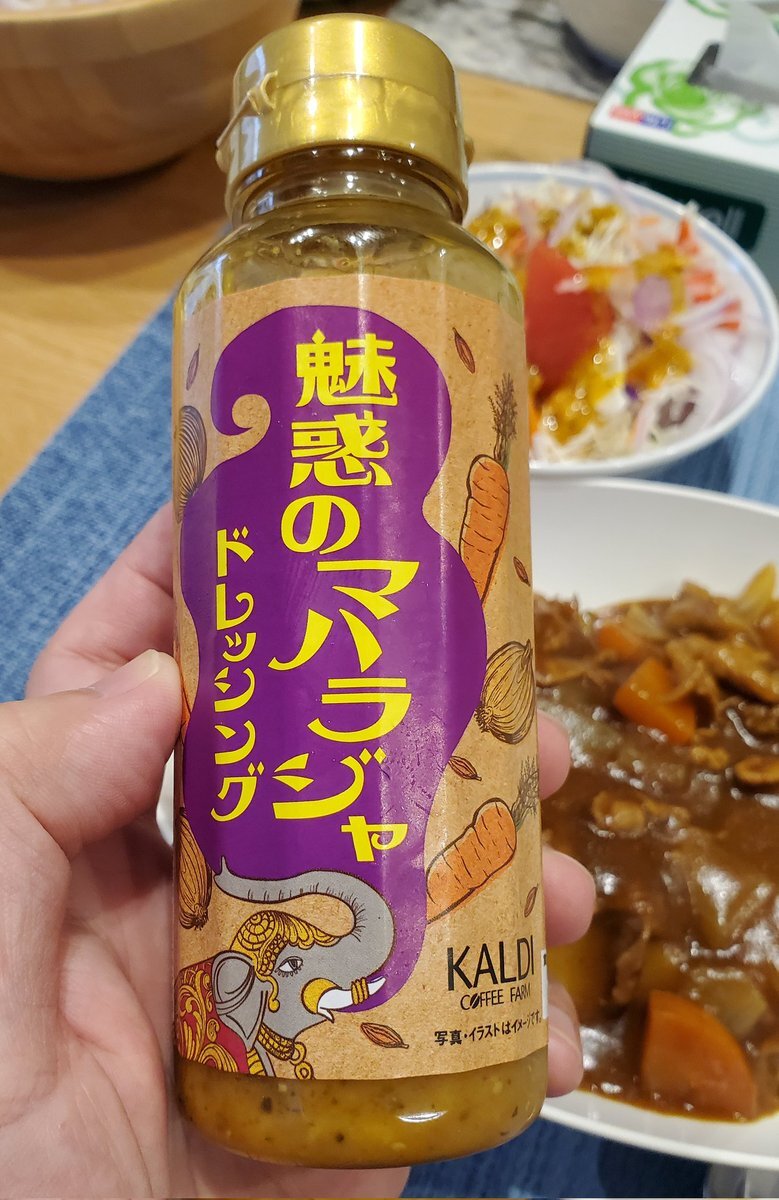 魅惑の
マハラジャ
ドレッシング
KALDI
COFFEE FARM
写真・イラストはイメージです。